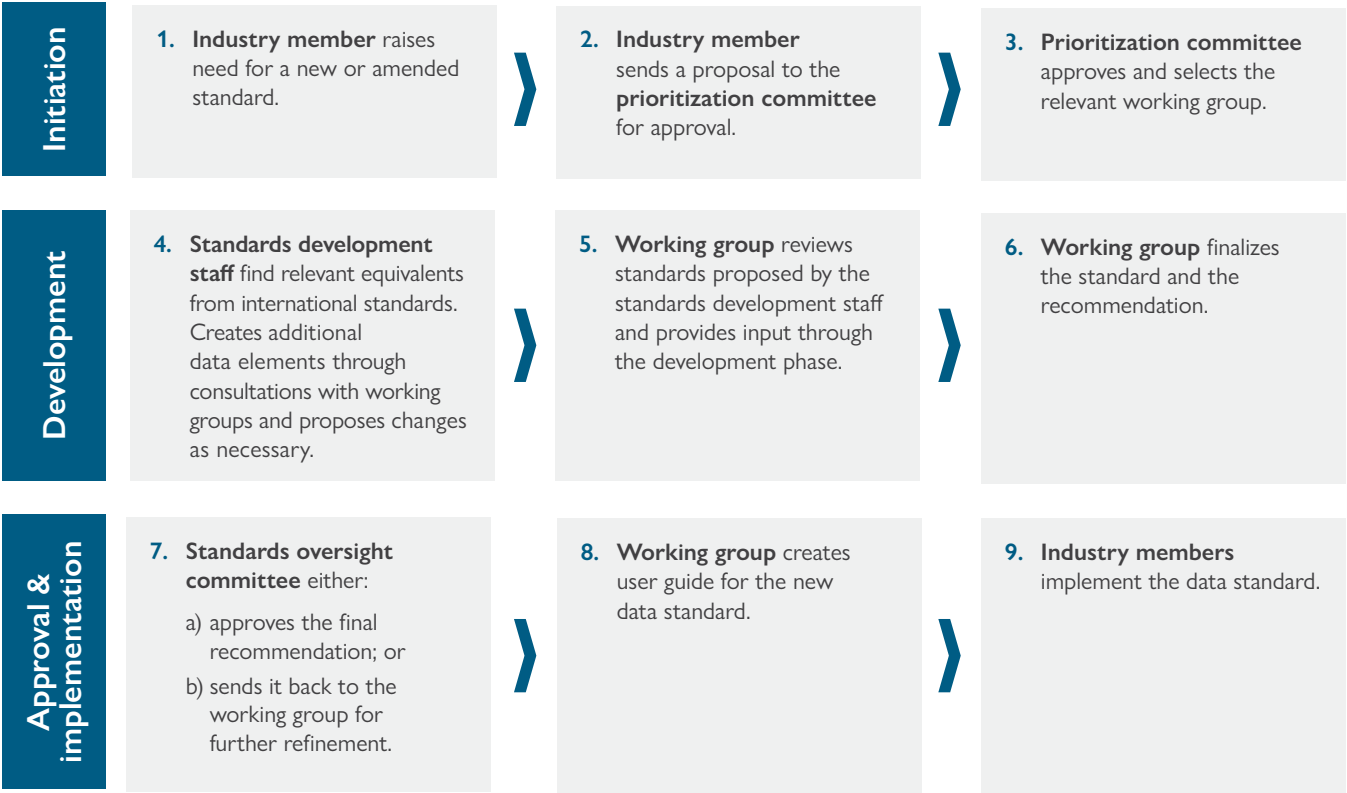 Initiation
1. Industry member raises
need for a new or amended
standard.
2. Industry member
sends a proposal to the
prioritization committee
for approval.
3. Prioritization committee
approves and selects the
relevant working group.
Development
4. Standards development
staff find relevant equivalents
from international standards.
Creates additional
data elements through
consultations with working
groups and proposes changes
as necessary.
5. Working group reviews
standards proposed by the
standards development staff
and provides input through
the development phase.
6. Working group finalizes
the standard and the
recommendation.
Approval &
implementation
7. Standards oversight
committee either:
a) approves the final
recommendation; or
b) sends it back to the
working group for
further refinement.
8. Working group creates
user guide for the new
data standard.
9. Industry members
implement the data standard.